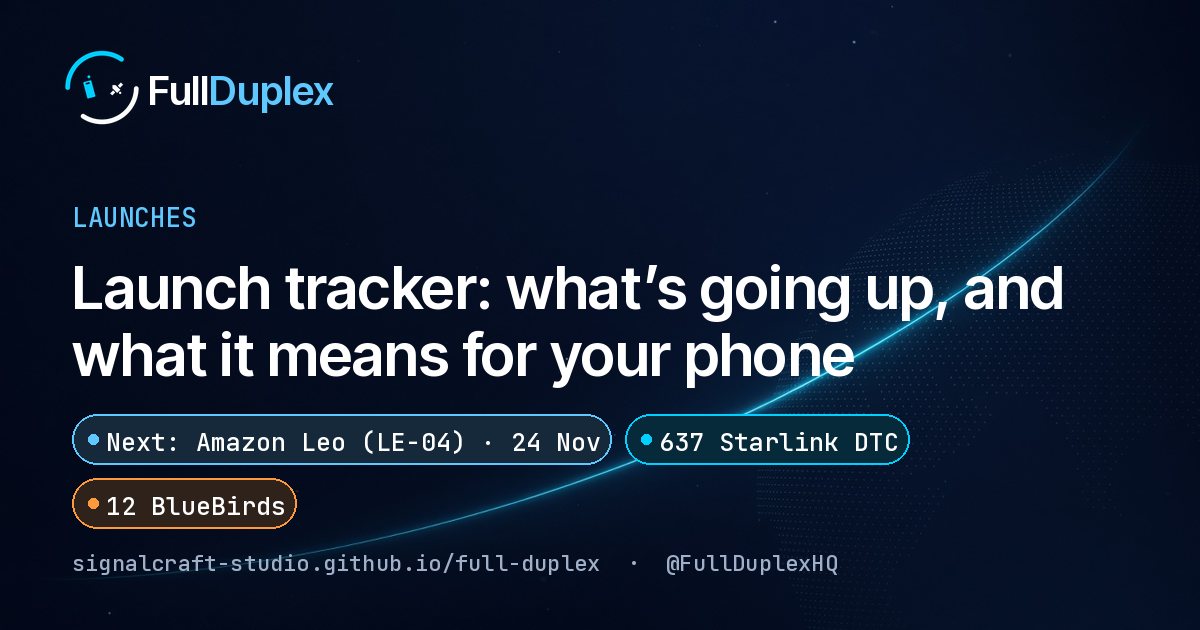 FullDuplex
LAUNCHES
Launch tracker: what’s going up, and
what it means for your phone
Next: Amazon Leo (LE-04) · 24 Nov
637 Starlink DTC
12 BlueBirds
signalcraft-studio.github.io/full-duplex · @FullDuplexHQ